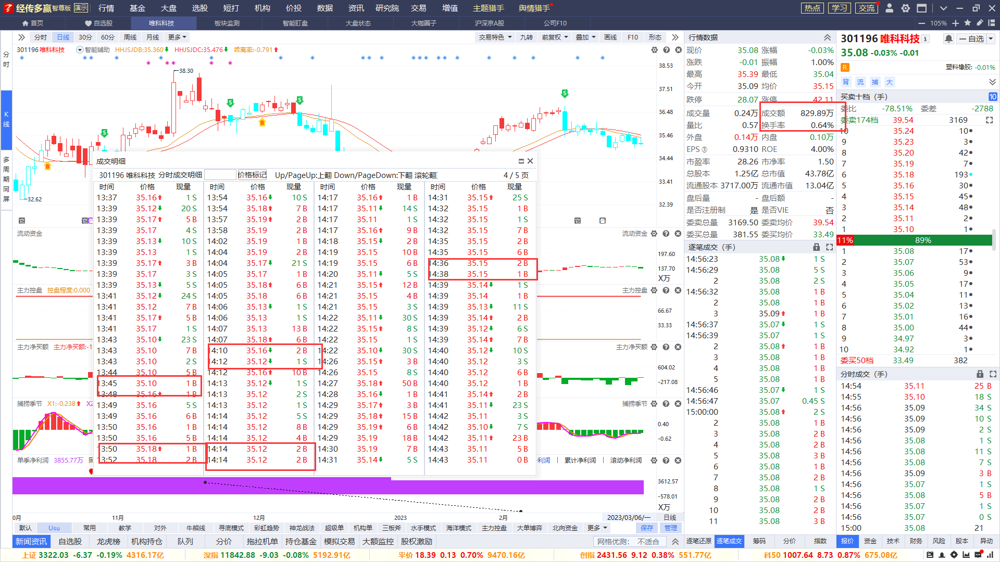 经传多赢 智尊版 演示 行情 基金 大盘 选股 短打 机构 价投 数据 资讯 研究院 交易 增值 主题猎手 舆情猎手 热点 学习 交流
首页 自选股 唯科科技 板块监测 智能盯盘 大盘状态 大咖圈子 沪深京A股 公司F10 105%
分时 日线 30分 60分 周线 月线 更多 交易特色 九转 前复权 叠加 画线 F10 形态
301196 唯科科技 智能辅助 HHJSJDB:35.360 HHJSJDC:35.476 乖离率:-0.791
分时
K线
多周期同屏
38.53
37.51
36.48
35.46
34.44
33.41
32.39
38.30
32.62
成交明细
301196 唯科科技 分时成交明细 价格标记 Up/PageUp:上翻 Down/PageDown:下翻 滚轮翻 4 / 5 页
时间 价格 现量 时间 价格 现量 时间 价格 现量 时间 价格 现量
13:37 35.16 1 S 13:54 35.16 10 S 14:17 35.16 1 B 14:31 35.15 25 S
13:39 35.12 20 S 13:54 35.18 7 B 14:17 35.11 14 S 14:32 35.15 1 B
13:39 35.17 5 B 13:57 35.19 2 B 14:17 35.11 1 S 14:32 35.15 1 S
13:39 35.17 4 S 13:58 35.19 2 B 14:17 35.16 9 B 14:32 35.15 7 B
13:39 35.13 10 S 14:02 35.19 1 B 14:18 35.15 2 B 14:35 35.15 2 B
13:39 35.13 1 S 14:04 35.19 2 B 14:19 35.15 10 B 14:35 35.15 6 B
13:39 35.17 3 B 14:04 35.17 21 S 14:19 35.15 6 B 14:36 35.15 2 B
13:39 35.17 3 S 14:05 35.17 1 B 14:20 35.11 5 S 14:38 35.15 1 B
13:39 35.13 5 S 14:05 35.18 6 B 14:21 35.15 12 B 14:39 35.14 1 S
13:41 35.12 24 S 14:05 35.18 6 B 14:21 35.15 4 B 14:39 35.14 1 B
13:41 35.12 7 B 14:06 35.13 1 S 14:21 35.15 3 S 14:39 35.13 11 S
13:41 35.17 5 B 14:06 35.13 1 S 14:22 35.11 30 S 14:39 35.14 2 B
13:41 35.17 1 S 14:07 35.13 13 B 14:22 35.15 8 S 14:39 35.12 6 S
13:43 35.10 23 S 14:07 35.18 6 B 14:22 35.15 1 S 14:39 35.14 7 B
13:43 35.10 7 B 14:10 35.16 2 B 14:22 35.10 30 S 14:40 35.12 10 S
13:43 35.10 2 S 14:12 35.12 1 S 14:26 35.15 3 B 14:40 35.12 3 S
13:44 35.10 5 B 14:12 35.16 10 B 14:26 35.15 8 S 14:40 35.12 6 B
13:45 35.10 1 B 14:13 35.12 1 S 14:27 35.18 50 B 14:40 35.12 1 B
13:48 35.16 1 B 14:13 35.12 2 S 14:28 35.16 1 B 14:41 35.14 2 B
13:49 35.16 5 S 14:13 35.12 1 S 14:29 35.17 3 B 14:41 35.11 23 S
13:49 35.16 6 B 14:14 35.12 5 S 14:29 35.18 15 B 14:42 35.11 3 S
13:50 35.16 1 B 14:14 35.12 8 B 14:29 35.19 6 B 14:42 35.10 7 S
13:50 35.16 5 B 14:14 35.12 4 B 14:29 35.19 18 B 14:42 35.11 23 B
13:50 35.18 1 B 14:14 35.12 2 B 14:30 35.19 7 B 14:43 35.11 5 B
13:52 35.18 2 B 14:14 35.12 2 B 14:31 35.14 5 S 14:43 35.11 0 B
流动资金 流动资金
197.60
137.70
X万
主力控盘 控盘程度:0.000 主力控盘
66.67
33.33
主力净买额 主力净买额:-1 主力净买额
604.02
-217.08
捕捞季节 X1:-0.238 X2 捕捞季节
0.40
-0.62
单季净利润 3855.77万 利润 累计净利润 滚动净利润
3612.57
-578.01
X万
0月 11月 12月 2023 2月 2023/03/06/一 日线
默认 Usu 常用 教学 对外 牛能线 寻底模式 彩虹趋势 神龙战法 超级单 机构单 三板斧 水手模式 海洋模式 主力控盘 大单博弈 北向资金 更多 保存 管理
新闻资讯 自选股 龙虎榜 机构持仓 队列 分价 拖拉机单 持仓基金 模拟交易 大额监控 股权激励 网格优测： 不适合
行情数据
现价 35.08 涨幅 -0.03%
涨跌 -0.01 振幅 1.00%
最高 35.39 最低 35.04
今开 35.09 均价 35.15
跌停 28.07 涨停 42.11
成交量 0.24万 成交额 829.89万
量比 0.57 换手率 0.64%
外盘 0.14万 内盘 0.10万
EPS③ 0.9310 ROE 4.00%
市盈率 28.26 市净率 1.50
总股本 1.25亿 总市值 43.78亿
流通股本 3717.00万 流通市值 13.04亿
盘后量 - 盘后额 -
是否注册制 是 是否VIE 否
委卖总量 3169.50 委卖均价 39.54
委买总量 381.55 委买均价 33.49
逐笔成交（手）
14:56:23 35.08 1 S
14:56:29 35.08 5 S
2 35.08 2 S
14:56:32 35.08 1 B
2 35.08 1 B
3 35.09 1 B
14:56:37 35.07 1 S
14:56:39 35.07 1 S
2 35.08 1 B
3 35.08 1 B
4 35.08 1 B
5 35.08 1 B
14:56:46 35.07 1 S
14:56:47 35.07 0.45 S
15:00:00 35.08 2 S
2 35.08 1 B
3 35.08 2 B
4 35.08 2 B
5 35.08 3 B
6 35.08 1 B
7 35.08 2 B
8 35.08 1 S
9 35.08 2 B
10 35.08 2 B
11 35.08 3 B
逐笔还原 逐笔成交 筹码 分价 指数
301196 唯科科技 自选
35.08 -0.03% -0.01
R 塑料橡胶: -0.01%
背 流 捕 大
买卖十档（手） 10
委比 -78.51% 委差 -2788
委卖174档 39.54 3169
10 35.24 10
9 35.23 3
8 35.20 42
7 35.19 7
6 35.18 193
5 35.16 30
4 35.15 45
3 35.14 48
2 35.11 2
1 35.10 1
11% 89%
1 35.08 17
2 35.07 53
3 35.06 9
4 35.05 17
5 35.04 11
6 35.02 13
7 35.01 16
8 35.00 44
9 34.97 3
10 34.92 1
委买50档 33.49 382
分时成交（手）
14:54 35.11 25 B
14:55 35.10 18 S
14:56 35.09 34 S
14:56 35.09 10 S
14:56 35.09 2 S
14:56 35.08 1 S
14:56 35.08 11 S
14:56 35.08 7 S
14:56 35.09 3 B
14:56 35.07 1 S
14:56 35.08 5 B
14:56 35.07 1 S
14:56 35.07 0 S
15:00 35.08 21
报价 资金 技术 财务 风险 股本 异动
上证 3322.03 -6.37 -0.19% 4316.17亿 深指 11842.88 -9.03 -0.08% 5192.91亿 平价 18.39 0.13 0.70% 9470.16亿 创指 2431.56 9.12 0.38% 551.77亿 科50 1007.64 8.73 0.87% 675.08亿